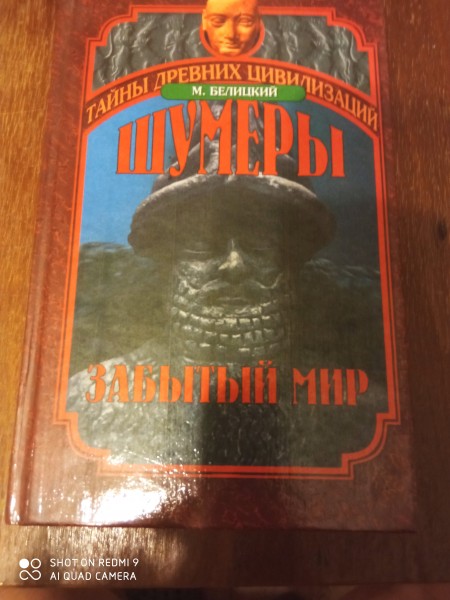 ТАЙНЫ ДРЕВНИХ ЦИВИЛИЗАЦИЙ
М. БЕЛИЦКИЙ
ШУМЕРЫ
ЗАБЫТЫЙ МИР
SHOT ON REDMI 9
AI QUAD CAMERA